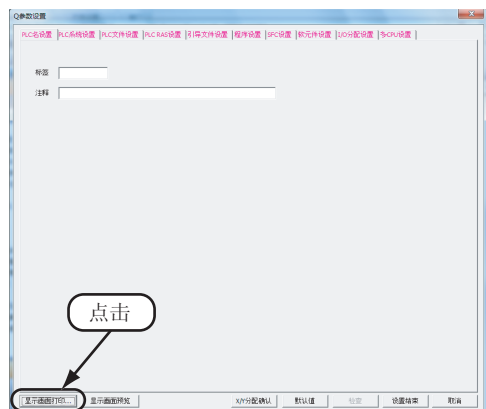 Q参数设置
PLC名设置 PLC系统设置 PLC文件设置 PLC RAS设置 引导文件设置 程序设置 SFC设置 软元件设置 I/O分配设置 多CPU设置
标签
注释
点击
显示画面打印... 显示画面预览 X/Y分配确认 默认值 检查 设置结束 取消